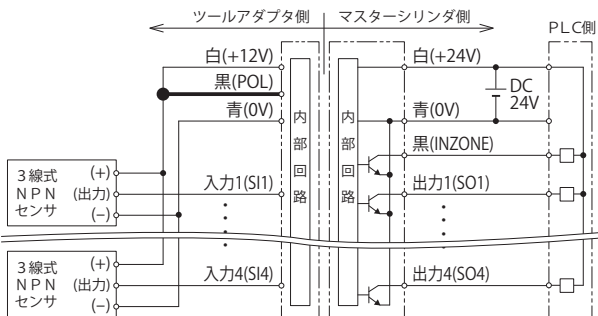 ツールアダプタ側
マスターシリンダ側
PLC側
白(+12V)
黒(POL)
青(0V)
内部回路
内部回路
白(+24V)
DC
24V
青(0V)
黒(INZONE)
3線式
NPN
センサ
(+)
(出力)
(−)
入力1(SI1)
出力1(SO1)
3線式
NPN
センサ
(+)
(出力)
(−)
入力4(SI4)
出力4(SO4)